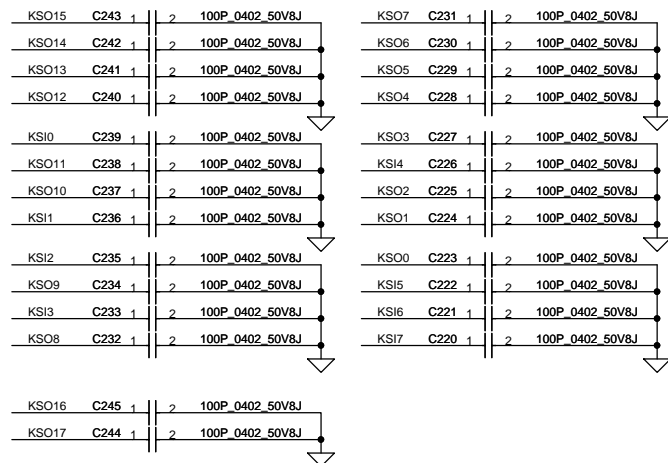 KSO15 C243 1 2 100P_0402_50V8J
KSO14 C242 1 2 100P_0402_50V8J
KSO13 C241 1 2 100P_0402_50V8J
KSO12 C240 1 2 100P_0402_50V8J
KSI0 C239 1 2 100P_0402_50V8J
KSO11 C238 1 2 100P_0402_50V8J
KSO10 C237 1 2 100P_0402_50V8J
KSI1 C236 1 2 100P_0402_50V8J
KSI2 C235 1 2 100P_0402_50V8J
KSO9 C234 1 2 100P_0402_50V8J
KSI3 C233 1 2 100P_0402_50V8J
KSO8 C232 1 2 100P_0402_50V8J
KSO16 C245 1 2 100P_0402_50V8J
KSO17 C244 1 2 100P_0402_50V8J
KSO7 C231 1 2 100P_0402_50V8J
KSO6 C230 1 2 100P_0402_50V8J
KSO5 C229 1 2 100P_0402_50V8J
KSO4 C228 1 2 100P_0402_50V8J
KSO3 C227 1 2 100P_0402_50V8J
KSI4 C226 1 2 100P_0402_50V8J
KSO2 C225 1 2 100P_0402_50V8J
KSO1 C224 1 2 100P_0402_50V8J
KSO0 C223 1 2 100P_0402_50V8J
KSI5 C222 1 2 100P_0402_50V8J
KSI6 C221 1 2 100P_0402_50V8J
KSI7 C220 1 2 100P_0402_50V8J